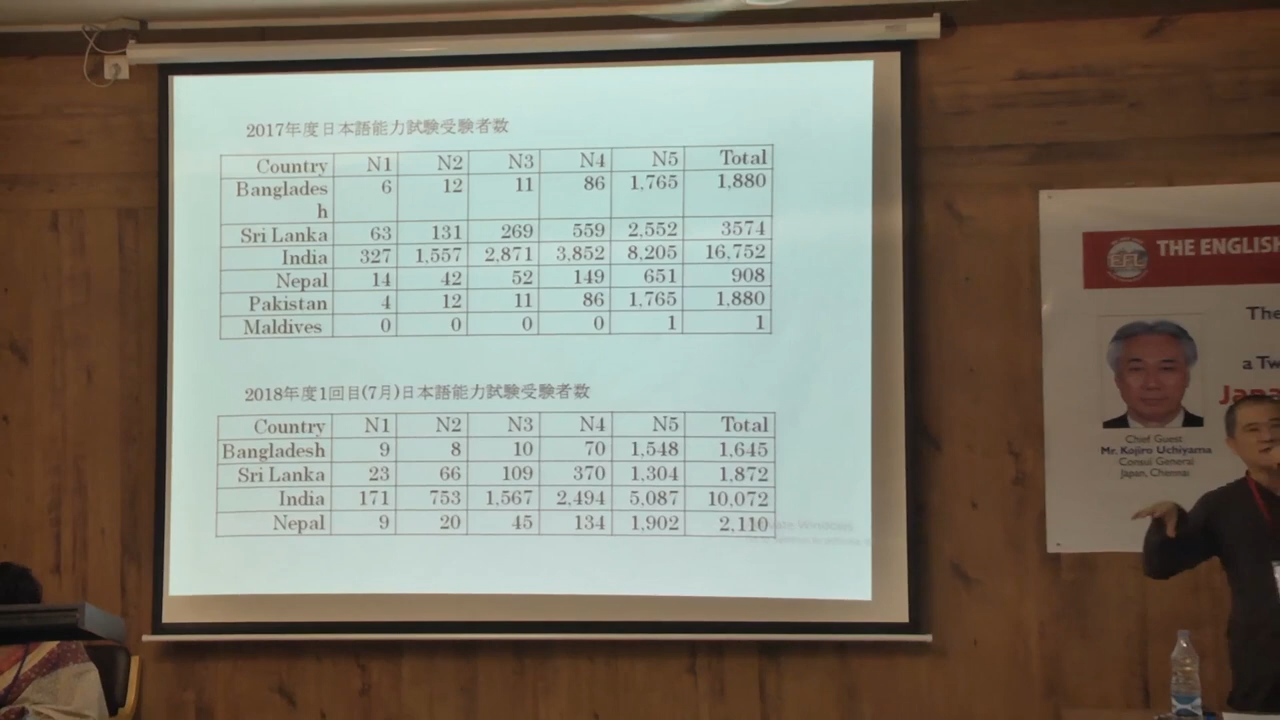 2017年度日本語能力試験受験者数
Country N1 N2 N3 N4 N5 Total
Banglades 6 12 11 86 1,765 1,880
h
Sri Lanka 63 131 269 559 2,552 3574
India 327 1,557 2,871 3,852 8,205 16,752
Nepal 14 42 52 149 651 908
Pakistan 4 12 11 86 1,765 1,880
Maldives 0 0 0 0 1 1
2018年度1回目(7月)日本語能力試験受験者数
Country N1 N2 N3 N4 N5 Total
Bangladesh 9 8 10 70 1,548 1,645
Sri Lanka 23 66 109 370 1,304 1,872
India 171 753 1,567 2,494 5,087 10,072
Nepal 9 20 45 134 1,902 2,110
Windows
EFL
THE ENGLISH
The
a Tw
Japa
Chief Guest
Mr. Kojiro Uchiyama
Consul General
Japan, Chennai